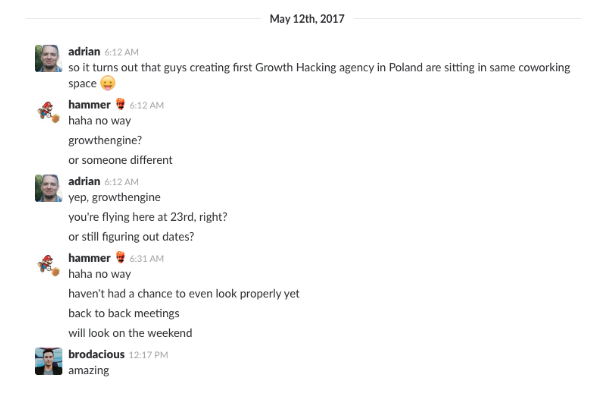 May 12th, 2017
adrian 6:12 AM
so it turns out that guys creating first Growth Hacking agency in Poland are sitting in same coworking
space 😛
hammer 6:12 AM
haha no way
growthengine?
or someone different
adrian 6:12 AM
yep, growthengine
you're flying here at 23rd, right?
or still figuring out dates?
hammer 6:31 AM
haha no way
haven't had a chance to even look properly yet
back to back meetings
will look on the weekend
brodacious 12:17 PM
amazing